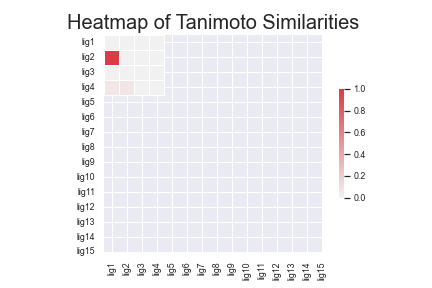 Heatmap of Tanimoto Similarities
lig1
lig2
lig3
lig4
lig5
lig6
lig7
lig8
lig9
lig10
lig11
lig12
lig13
lig14
lig15
lig1 lig2 lig3 lig4 lig5 lig6 lig7 lig8 lig9 lig10 lig11 lig12 lig13 lig14 lig15
1.0
0.8
0.6
0.4
0.2
0.0